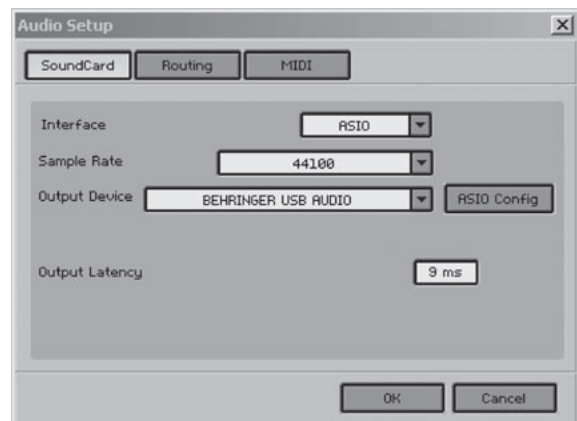 Audio Setup
SoundCard Routing MIDI
Interface ASIO
Sample Rate 44100
Output Device BEHRINGER USB AUDIO ASIO Config
Output Latency 9 ms
OK Cancel